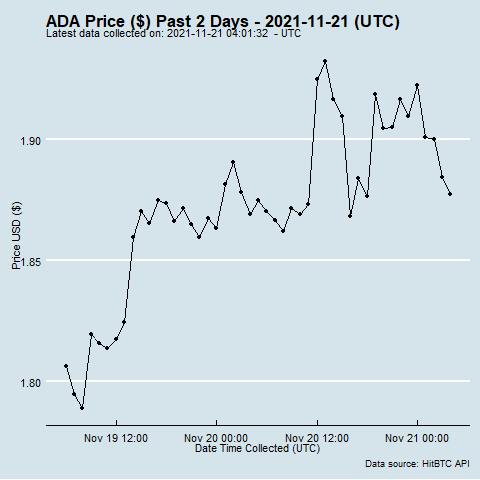 ADA Price ($) Past 2 Days - 2021-11-21 (UTC)
Latest data collected on: 2021-11-21 04:01:32  - UTC
1.90
1.85
1.80
Price USD ($)
Nov 19 12:00
Nov 20 00:00
Nov 20 12:00
Nov 21 00:00
Date Time Collected (UTC)
Data source: HitBTC API